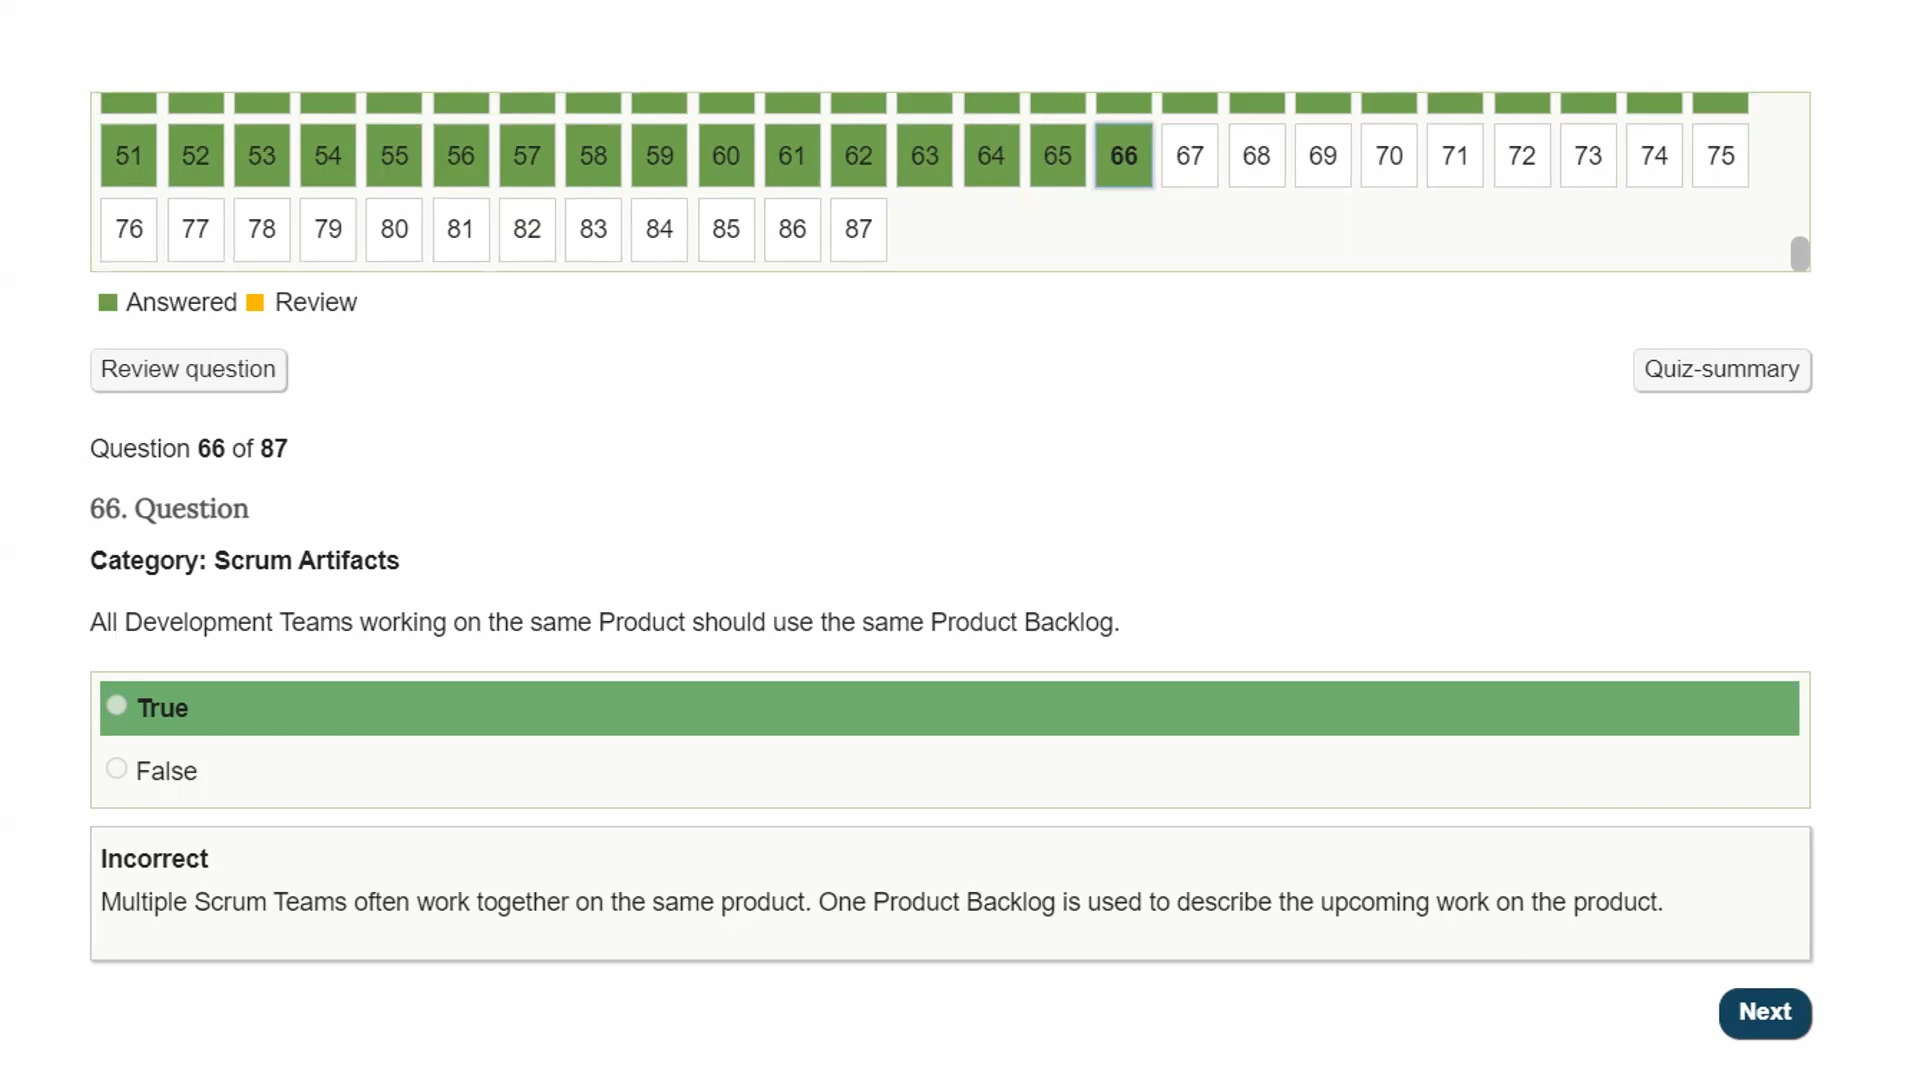 51 52 53 54 55 56 57 58 59 60 61 62 63 64 65 66 67 68 69 70 71 72 73 74 75
76 77 78 79 80 81 82 83 84 85 86 87
Answered Review
Review question Quiz-summary
Question 66 of 87
66. Question
Category: Scrum Artifacts
All Development Teams working on the same Product should use the same Product Backlog.
True
False
Incorrect
Multiple Scrum Teams often work together on the same product. One Product Backlog is used to describe the upcoming work on the product.
Next